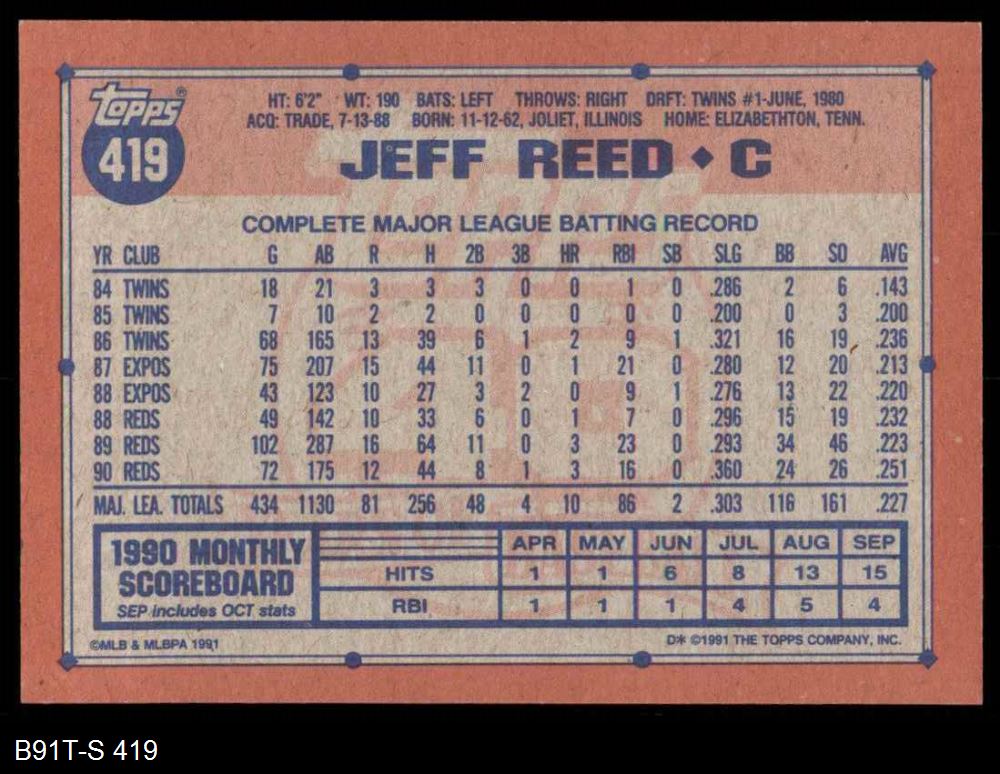 topps®
419
HT: 6'2" WT: 190 BATS: LEFT THROWS: RIGHT DRFT: TWINS #1-JUNE, 1980
ACQ: TRADE, 7-13-88 BORN: 11-12-62, JOLIET, ILLINOIS HOME: ELIZABETHTON, TENN.
JEFF REED ◆ C
COMPLETE MAJOR LEAGUE BATTING RECORD
YR CLUB G AB R H 2B 3B HR RBI SB SLG BB SO AVG
84 TWINS 18 21 3 3 3 0 0 1 0 .286 2 6 .143
85 TWINS 7 10 2 2 0 0 0 0 0 .200 0 3 .200
86 TWINS 68 165 13 39 6 1 2 9 1 .321 16 19 .236
87 EXPOS 75 207 15 44 11 0 1 21 0 .280 12 20 .213
88 EXPOS 43 123 10 27 3 2 0 9 1 .276 13 22 .220
88 REDS 49 142 10 33 6 0 1 7 0 .296 15 19 .232
89 REDS 102 287 16 64 11 0 3 23 0 .293 34 46 .223
90 REDS 72 175 12 44 8 1 3 16 0 .360 24 26 .251
MAJ. LEA. TOTALS 434 1130 81 256 48 4 10 86 2 .303 116 161 .227
1990 MONTHLY
SCOREBOARD
SEP includes OCT stats
APR MAY JUN JUL AUG SEP
HITS 1 1 6 8 13 15
RBI 1 1 1 4 5 4
©MLB & MLBPA 1991
D* ©1991 THE TOPPS COMPANY, INC.
B91T-S 419